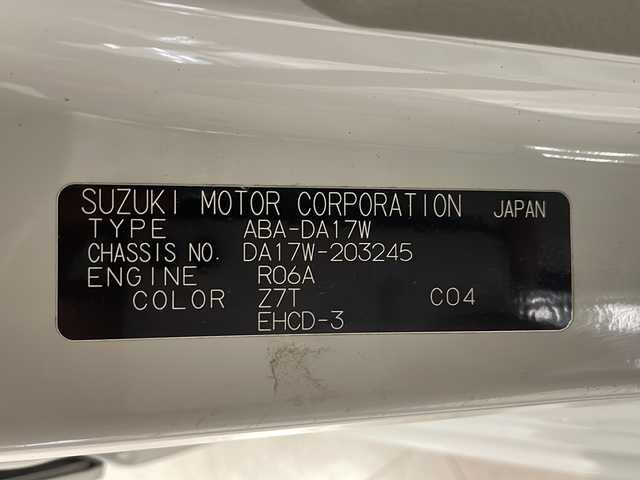 SUZUKI MOTOR CORPORATION JAPAN
TYPE ABA-DA17W
CHASSIS NO. DA17W-203245
ENGINE R06A
COLOR Z7T C04
EHCD-3